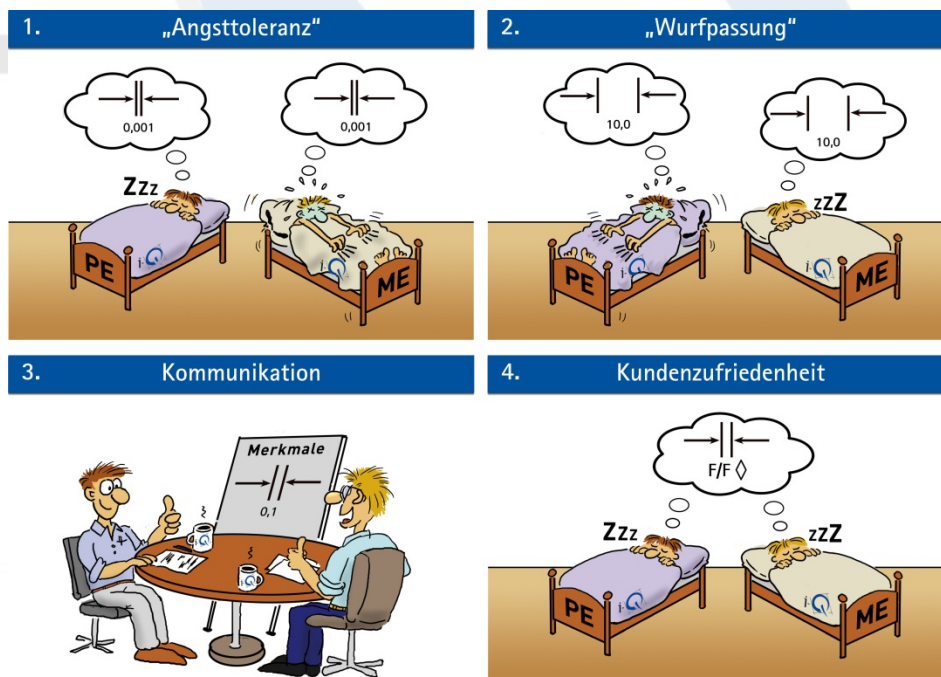 1. „Angsttoleranz“
0,001
0,001
Zzz
PE
i-Q
i-Q
ME
2. „Wurfpassung“
10,0
10,0
zzZ
PE
i-Q
i-Q
ME
3. Kommunikation
Merkmale
0,1
i-Q
i-Q
4. Kundenzufriedenheit
F/F ◊
Zzz
zzZ
PE
i-Q
i-Q
ME